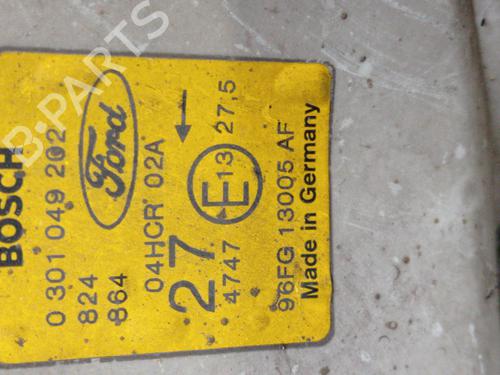 BOSCH
0 301 049 202
824
864
Ford
04HCR 02A
27
4747
E13 27,5
96FG 13005 AF
Made in Germany
B-PARTS